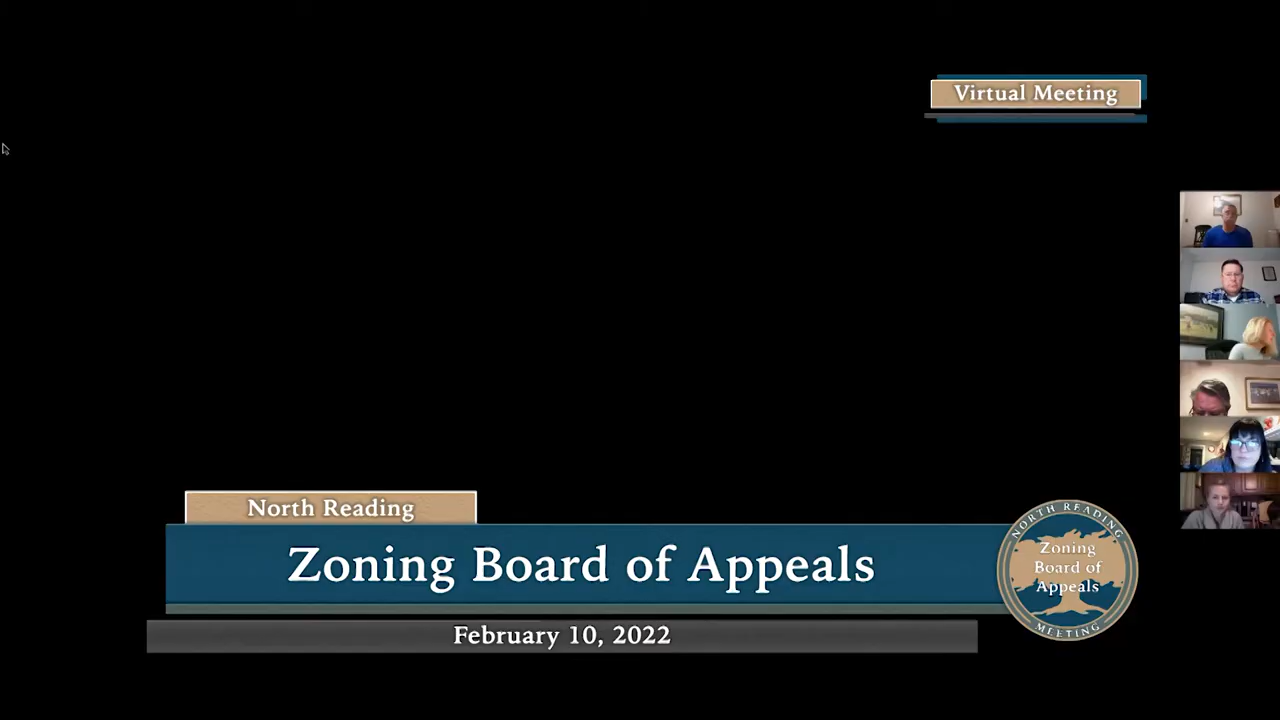 Virtual Meeting
North Reading
Zoning Board of Appeals
February 10, 2022
NORTH READING
Zoning
Board of
Appeals
MEETING